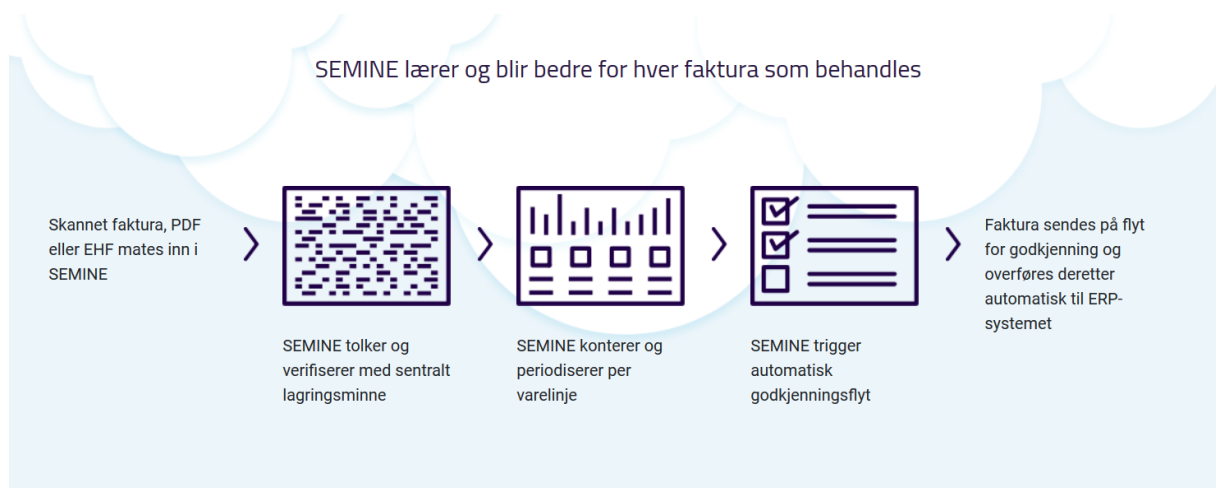 SEMINE lærer og blir bedre for hver faktura som behandles
Skannet faktura, PDF
eller EHF mates inn i
SEMINE
SEMINE tolker og
verifiserer med sentralt
lagringsminne
SEMINE konterer og
periodiserer per
varelinje
SEMINE trigger
automatisk
godkjenningsflyt
Faktura sendes på flyt
for godkjenning og
overføres deretter
automatisk til ERP-
systemet